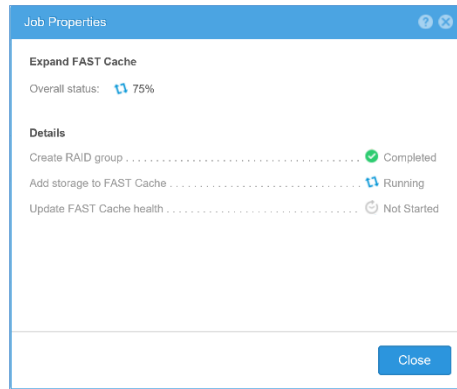 Job Properties
Expand FAST Cache
Overall status: 75%
Details
Create RAID group . . . . . . . . . . . . . . . . . . . . . . . . . . . . . . . . . . . . . . . . Completed
Add storage to FAST Cache . . . . . . . . . . . . . . . . . . . . . . . . . . . . . . . . Running
Update FAST Cache health . . . . . . . . . . . . . . . . . . . . . . . . . . . . . . . . Not Started
Close